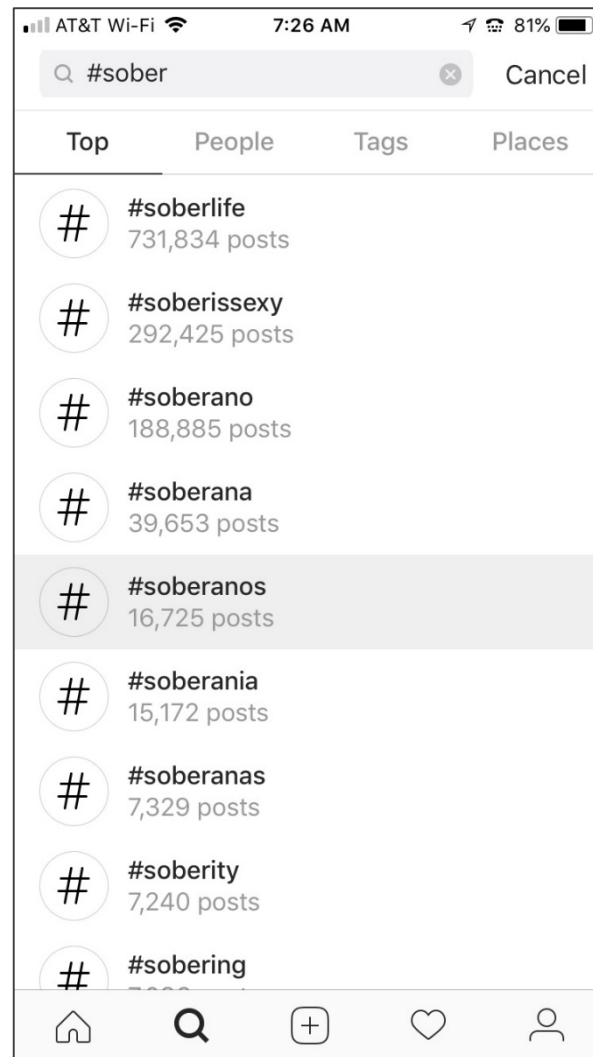 AT&T Wi-Fi 7:26 AM 81%
#sober Cancel
Top People Tags Places
# #soberlife
731,834 posts
# #soberissexy
292,425 posts
# #soberano
188,885 posts
# #soberana
39,653 posts
# #soberanos
16,725 posts
# #soberania
15,172 posts
# #soberanas
7,329 posts
# #soberity
7,240 posts
# #sobering